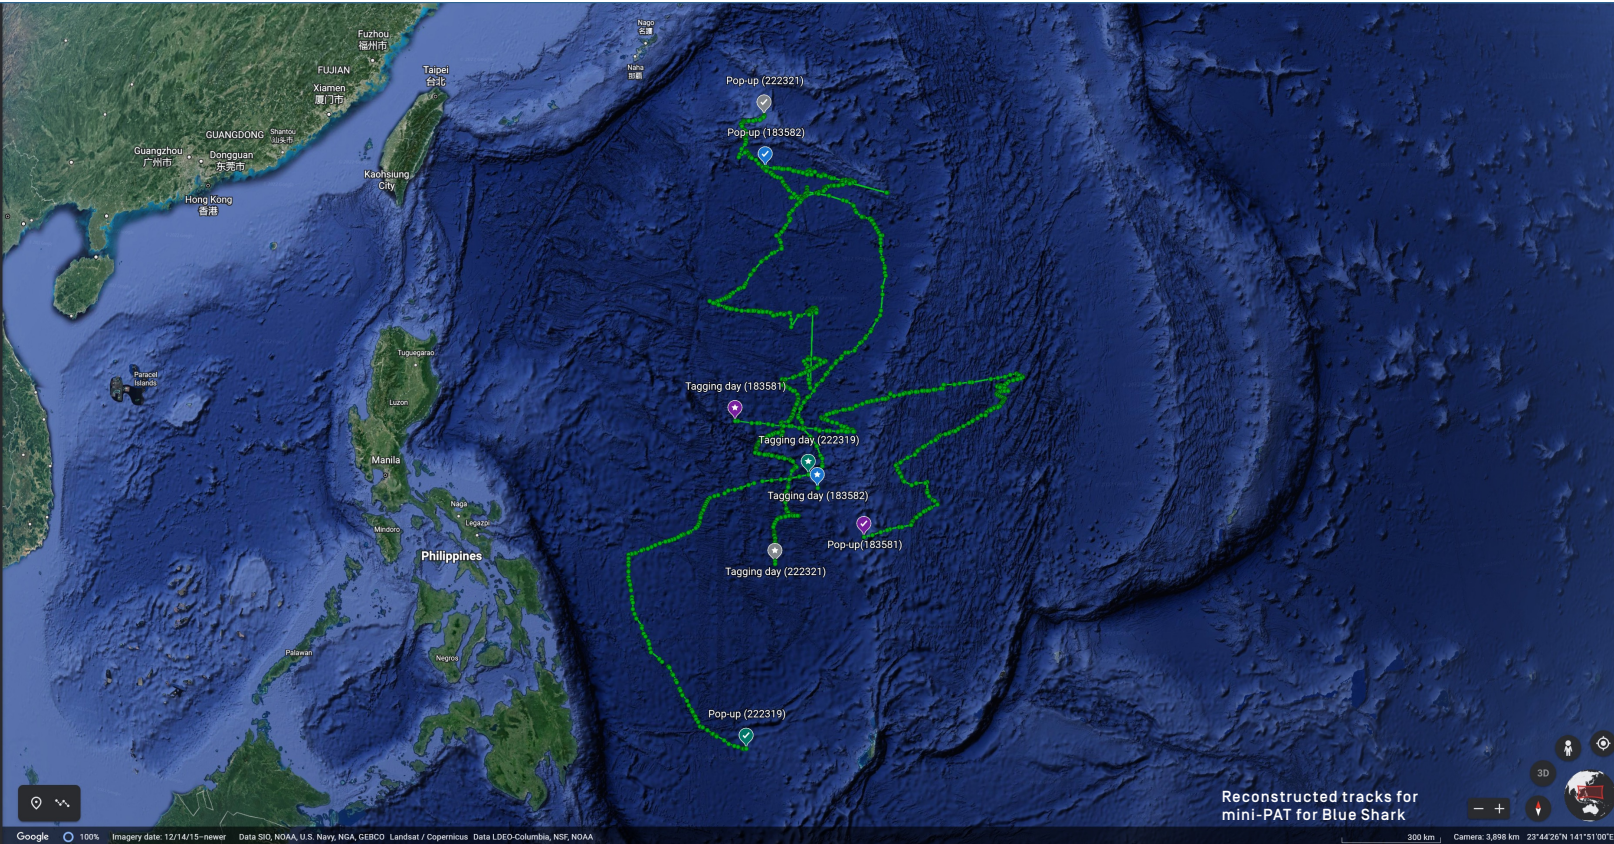 Nago
名護
Naha
那覇
Fuzhou
福州市
FUJIAN
Taipei
台北
Xiamen
厦门市
Pop-up (222321)
GUANGDONG
Shantou
汕头市
Pop-up (183582)
Guangzhou
广州市
Dongguan
东莞市
Kaohsiung
City
Hong Kong
香港
Tuguegarao
Paracel
Islands
Tagging day (183581)
Luzon
Tagging day (222319)
Manila
Tagging day (183582)
Naga
Legazpi
Mindoro
Pop-up(183581)
Philippines
Tagging day (222321)
Palawan
Negros
Pop-up (222319)
3D
Reconstructed tracks for
mini-PAT for Blue Shark
Google
100%
Imagery date: 12/14/15–newer
Data SIO, NOAA, U.S. Navy, NGA, GEBCO Landsat / Copernicus Data LDEO-Columbia, NSF, NOAA
300 km
Camera: 3,898 km 23°44'26"N 141°51'00"E